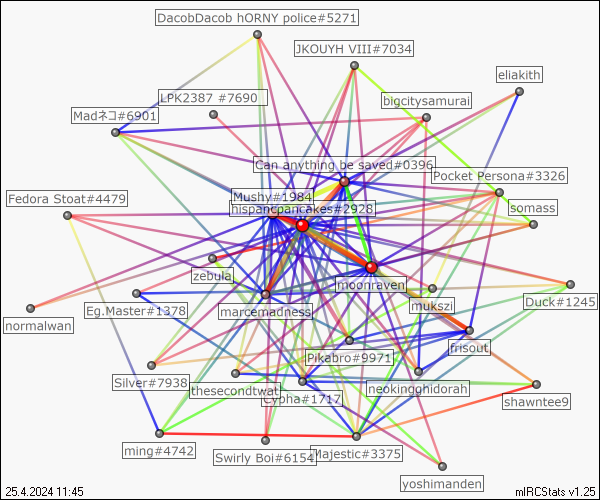 DacobDacob hORNY police#5271
JKOUYH VIII#7034
eliakith
LPK2387 #7690
bigcitysamurai
Madネコ#6901
Can anything be saved#0396
Pocket Persona#3326
Fedora Stoat#4479
Mushy#1984
hispanicpancakes#2928
somass
zebula
moonraven
mukszi
Duck#1245
Eg.Master#1378
marcemadness
normalwan
frisout
Pikabro#9971
Silver#7938
thesecondtwat
neokingghidorah
Cypha#1717
shawntee9
ming#4742
Swirly Boi#6154
Majestic#3375
yoshimanden
25.4.2024 11:45
mIRCStats v1.25